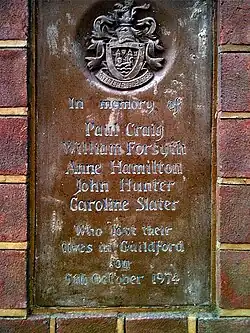 In memory of
Paul Craig
William Forsyth
Anne Hamilton
John Hunter
Caroline Slater
Who lost their
lives in Guildford
on
5th October 1974